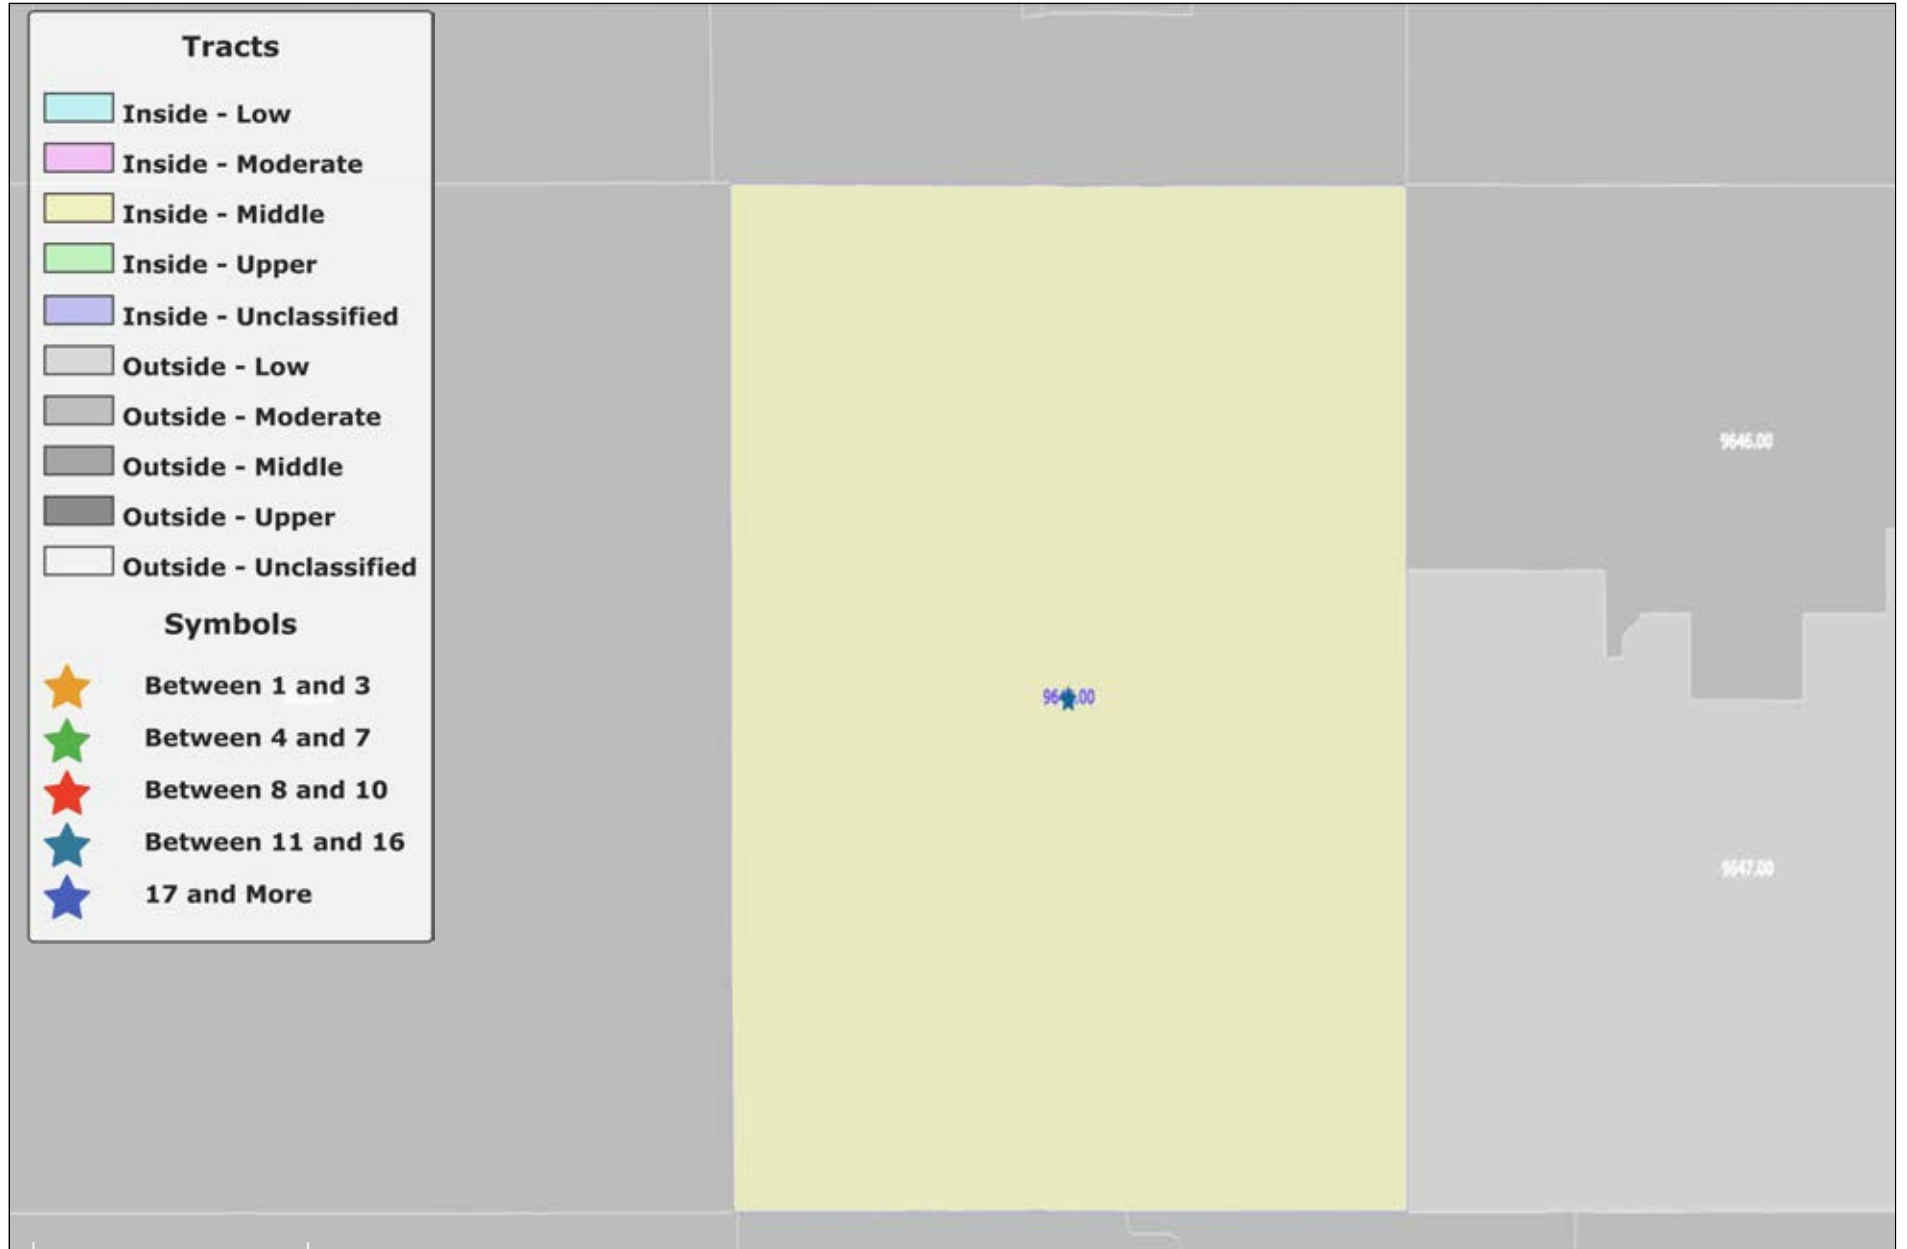 Tracts
Inside - Low
Inside - Moderate
Inside - Middle
Inside - Upper
Inside - Unclassified
Outside - Low
Outside - Moderate
Outside - Middle
Outside - Upper
Outside - Unclassified
Symbols
Between 1 and 3
Between 4 and 7
Between 8 and 10
Between 11 and 16
17 and More
9646.00
9647.00